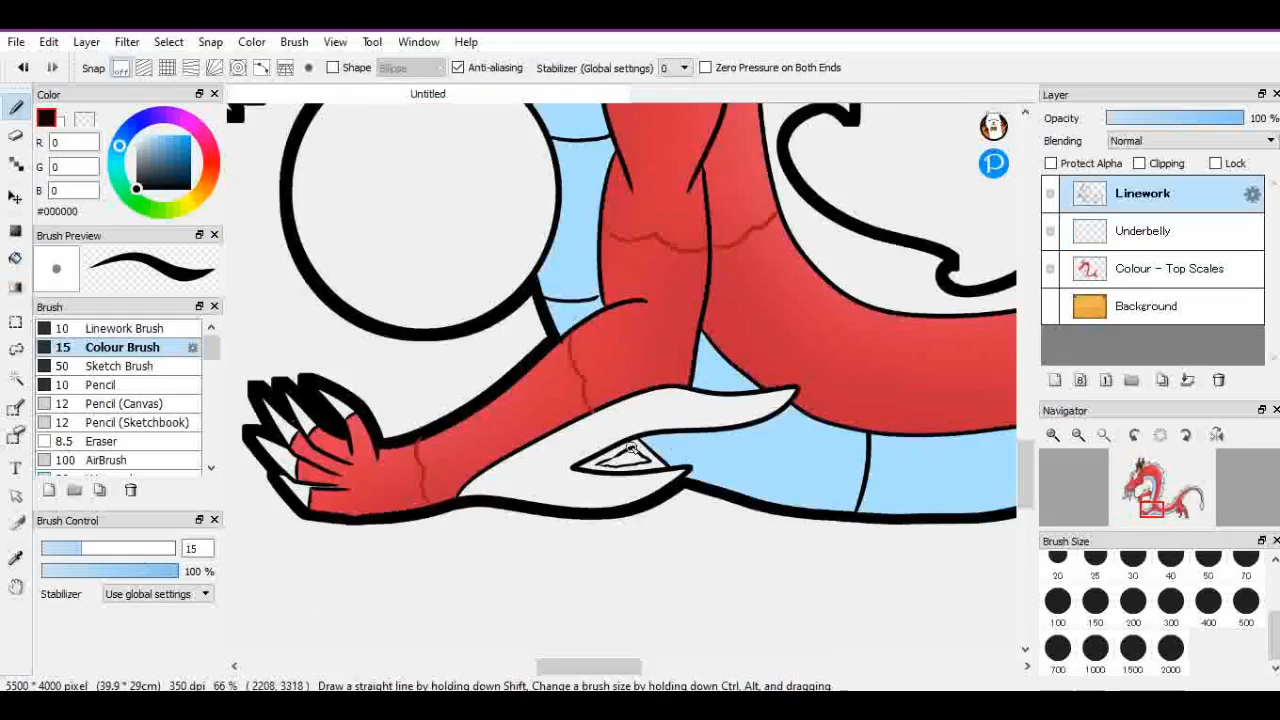 File Edit Layer Filter Select Snap Color Brush View Tool Window Help
Snap off Shape Ellipse Anti-aliasing Stabilizer (Global settings) 0 Zero Pressure on Both Ends
Color
Untitled
Layer
R 0
G 0
B 0
#000000
Opacity 100 %
Blending Normal
Protect Alpha Clipping Lock
Linework
Underbelly
Colour - Top Scales
Background
Brush Preview
Brush
10 Linework Brush
15 Colour Brush
50 Sketch Brush
10 Pencil
12 Pencil (Canvas)
12 Pencil (Sketchbook)
8.5 Eraser
100 AirBrush
Brush Control
15
100 %
Stabilizer Use global settings
Navigator
Brush Size
20 25 30 40 50 70
100 150 200 300 400 500
700 1000 1500 2000
5500 * 4000 pixel (39.9 * 29cm) 350 dpi 66 % ( 2208, 3318 ) Draw a straight line by holding down Shift, Change a brush size by holding down Ctrl, Alt, and dragging.